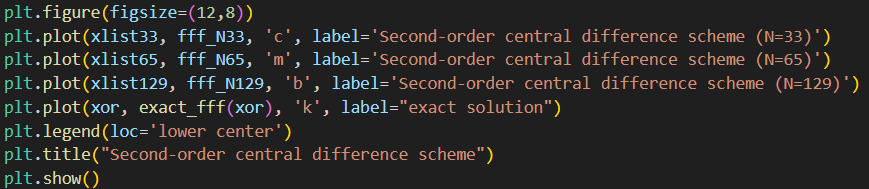 plt.figure(figsize=(12,8))
plt.plot(xlist33, fff_N33, 'c', label='Second-order central difference scheme (N=33)')
plt.plot(xlist65, fff_N65, 'm', label='Second-order central difference scheme (N=65)')
plt.plot(xlist129, fff_N129, 'b', label='Second-order central difference scheme (N=129)')
plt.plot(xor, exact_fff(xor), 'k', label="exact solution")
plt.legend(loc='lower center')
plt.title("Second-order central difference scheme")
plt.show()